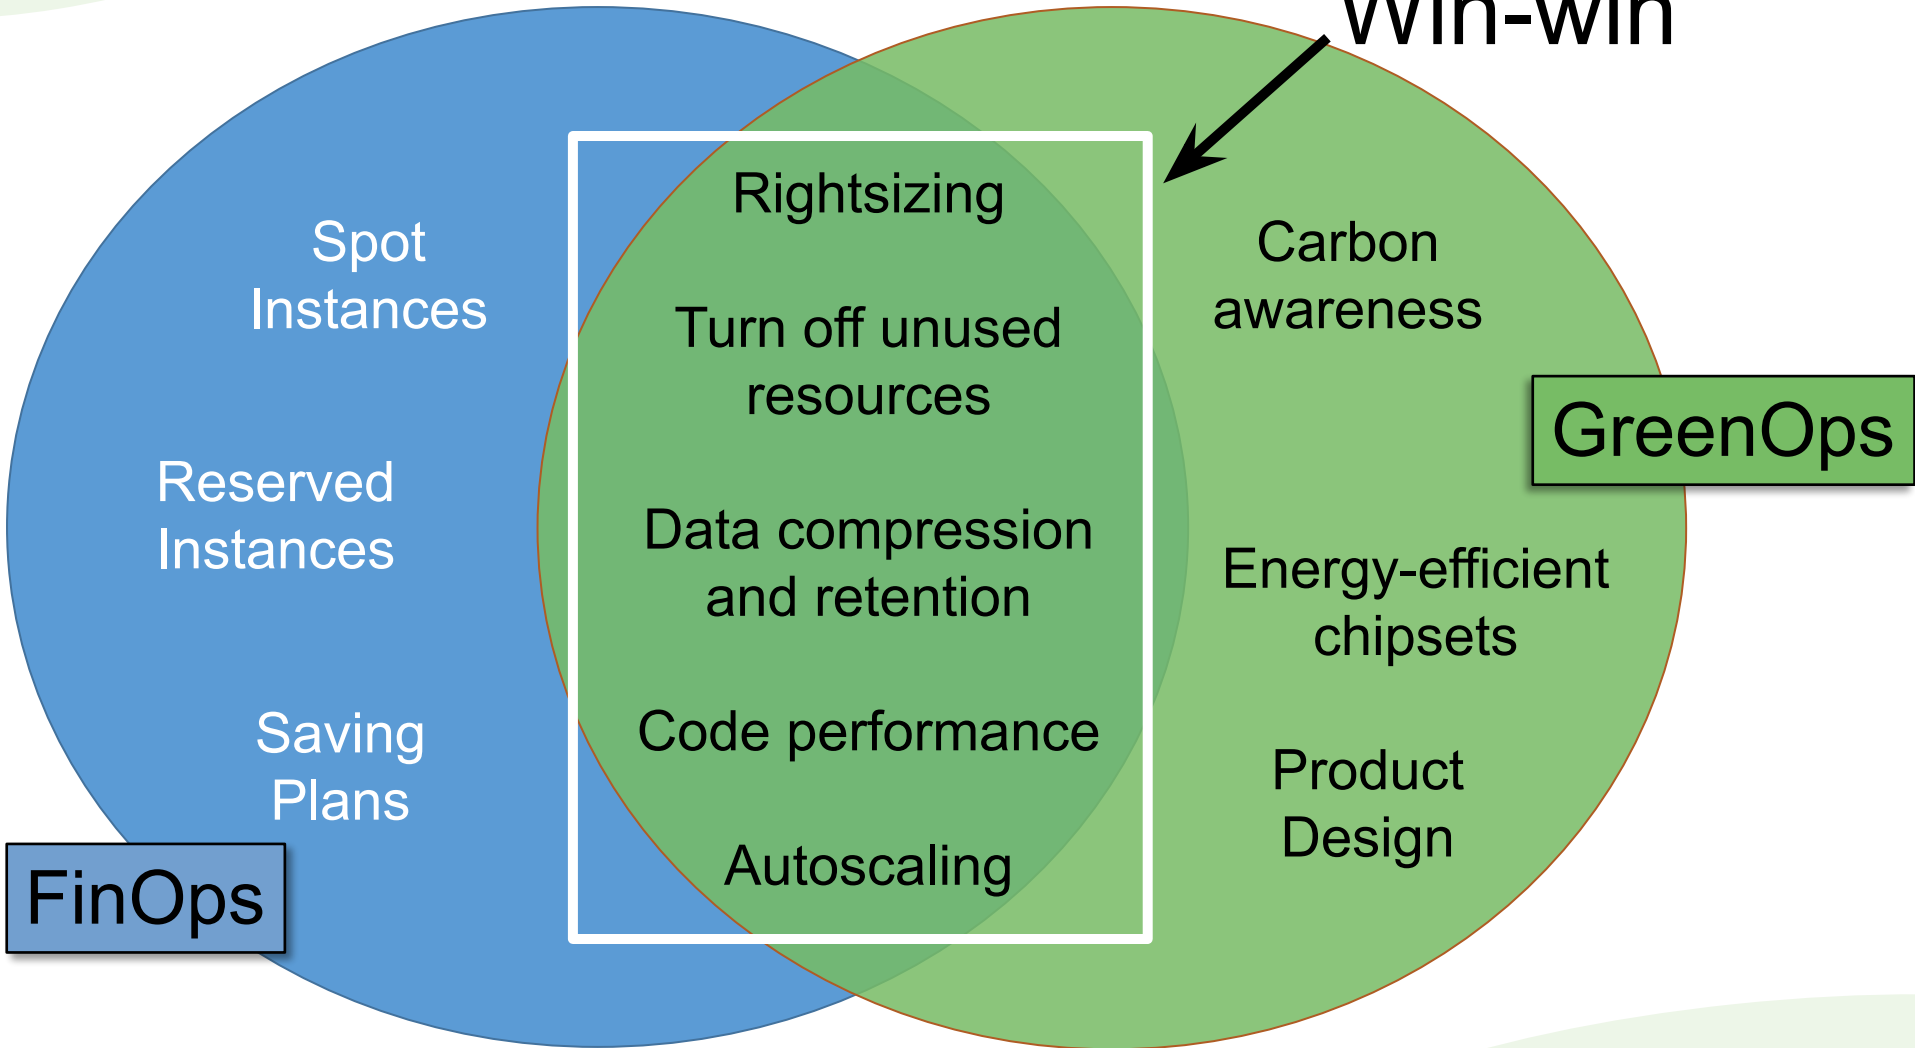 Win-win
Rightsizing
Spot
Instances
Carbon
awareness
Turn off unused
resources
GreenOps
Reserved
Instances
Data compression
and retention
Energy-efficient
chipsets
Saving
Plans
Code performance
Product
Design
Autoscaling
FinOps